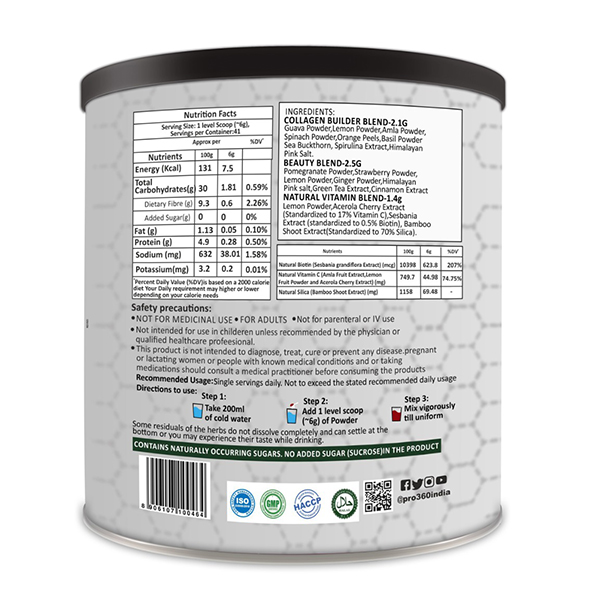 Nutrition Facts
Serving Size: 1 level Scoop (~6g),
Servings per Container:41
Approx per %DV*
Nutrients 100g 6g
Energy (Kcal) 131 7.5
Total
Carbohydrates(g) 30 1.81 0.59%
Dietary Fibre (g) 9.3 0.6 2.26%
Added Sugar(g) 0 0% 0%
Fat (g) 1.13 0.05 0.10%
Protein (g) 4.9 0.28 0.50%
Sodium (mg) 632 38.01 1.58%
Potassium(mg) 3.2 0.2 0.01%
*Percent Daily Value (%DV)is based on a 2000 calorie
diet Your Daily requirement may higher or lower
depending on your calorie needs
INGREDIENTS:
COLLAGEN BUILDER BLEND-2.1G
Guava Powder,Lemon Powder,Amla Powder,
Spinach Powder,Orange Peels,Basil Powder
Sea Buckthorn, Spirulina Extract,Himalayan
Pink Salt.
BEAUTY BLEND-2.5G
Pomegranate Powder,Strawberry Powder,
Lemon Powder,Ginger Powder,Himalayan
Pink salt,Green Tea Extract,Cinnamon Extract
NATURAL VITAMIN BLEND-1.4g
Lemon Powder,Acerola Cherry Extract
(Standardized to 17% Vitamin C),Sesbania
Extract (standardized to 0.5% Biotin), Bamboo
Shoot Extract(Standardized to 70% Silica).
Nutrients 100g 6g %DV*
Natural Biotin (Sesbania grandiflora Extract) (mcg) 10398 623.8 207%
Natural Vitamin C (Amla Fruit Extract,Lemon
Fruit Powder and Acerola Cherry Extract) (mg) 749.7 44.98 74.75%
Natural Silica (Bamboo Shoot Extract) (mg) 1158 69.48 -
Safety precautions:
•NOT FOR MEDICINAL USE •FOR ADULTS •Not for parenteral or IV use
•Not intended for use in childeren unless recommended by the physician or
qualified healthcare profeesional.
•This product is not intended to diagnose, treat, cure or prevent any disease.pregnant
or lactating women or people with known medical conditions and or taking
medications should consult a medical practitioner before consuming the products
Recommended Usage:Single servings daily. Not to exceed the stated recommended daily usage
Directions to use:
Step 1:
Take 200ml
of cold water
Step 2:
Add 1 level scoop
(~6g) of Powder
Step 3:
Mix vigorously
till uniform
Some residuals of the herbs do not dissolve completely and can settle at the
bottom or you may experience their taste while drinking.
CONTAINS NATURALLY OCCURRING SUGARS. NO ADDED SUGAR (SUCROSE)IN THE PRODUCT
8 906107 100464
ISO
GMP
HACCP
@pro360india